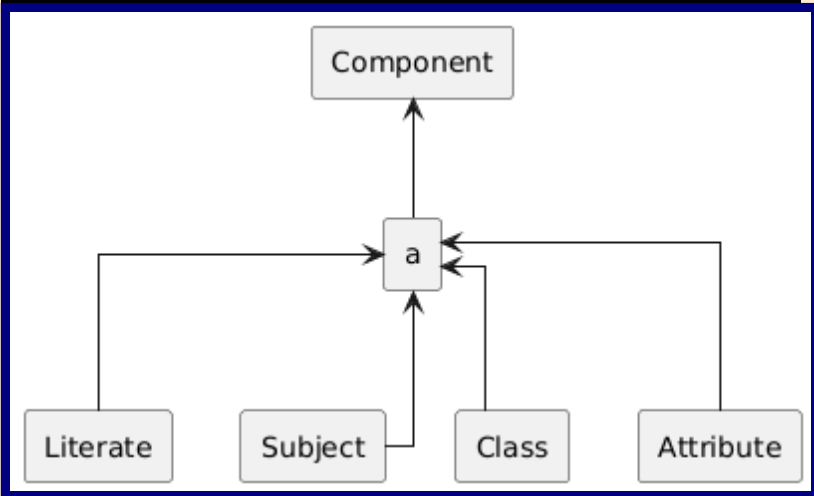 Component
a
Literate
Subject
Class
Attribute